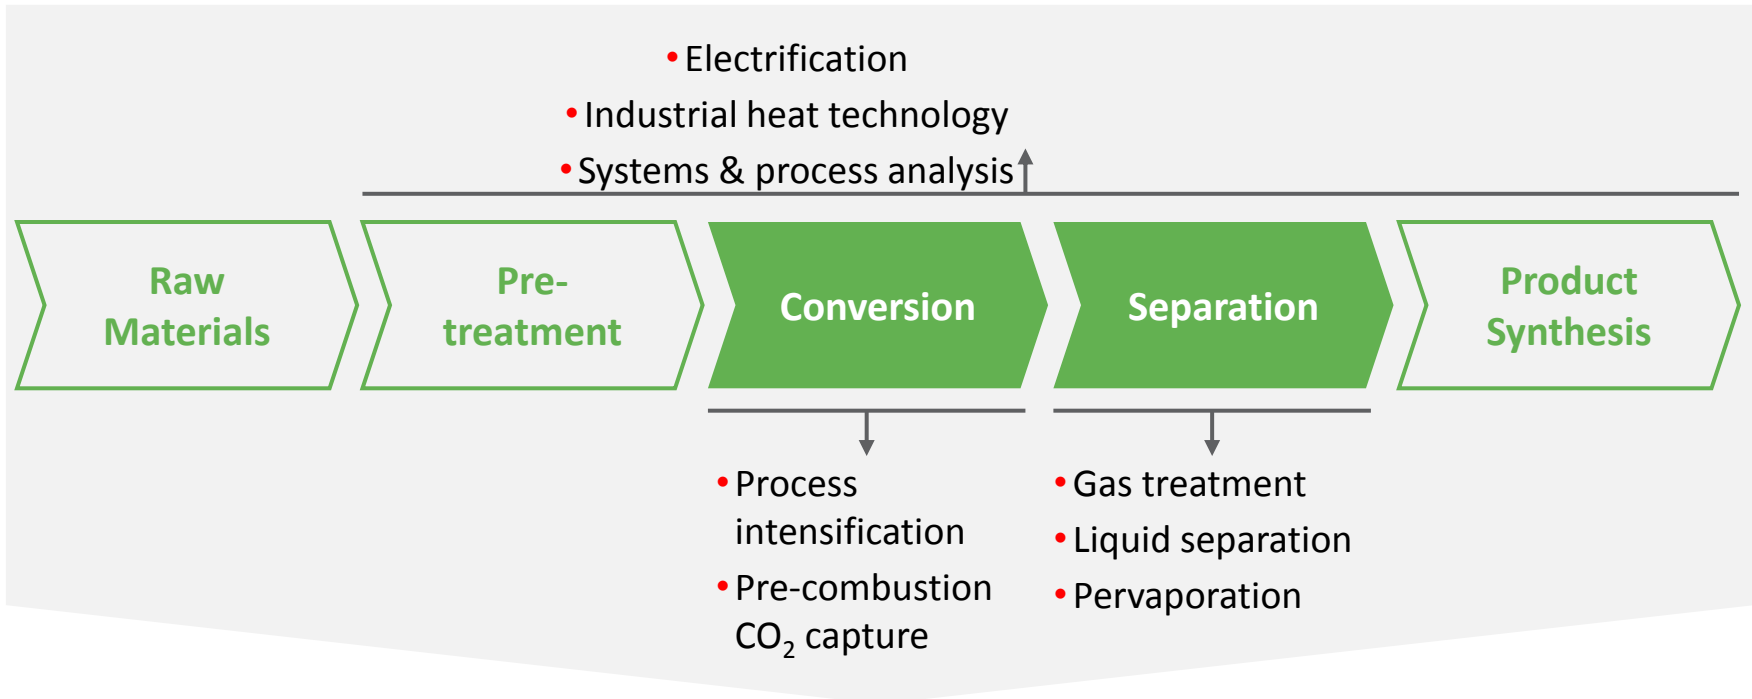 • Electrification
• Industrial heat technology
• Systems & process analysis
Raw
Materials
Pre-
treatment
Conversion
Separation
Product
Synthesis
• Process
intensification
• Pre-combustion
CO₂ capture
• Gas treatment
• Liquid separation
• Pervaporation